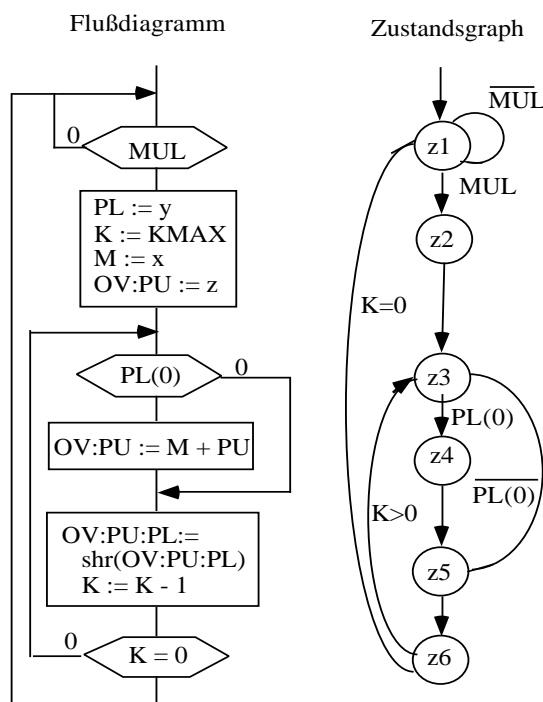 Flußdiagramm
0
MUL
PL := y
K := KMAX
M := x
OV:PU := z
PL(0)
0
OV:PU := M + PU
OV:PU:PL:=
shr(OV:PU:PL)
K := K - 1
0
K = 0
Zustandsgraph
MUL
z1
MUL
z2
K=0
z3
PL(0)
z4
PL(0)
K>0
z5
z6